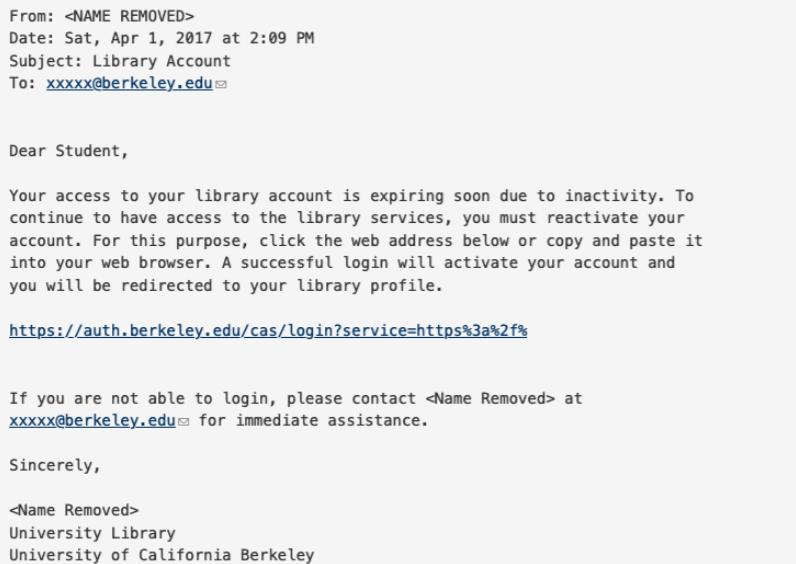 From: <NAME REMOVED>
Date: Sat, Apr 1, 2017 at 2:09 PM
Subject: Library Account
To: xxxxx@berkeley.edu
Dear Student,
Your access to your library account is expiring soon due to inactivity. To
continue to have access to the library services, you must reactivate your
account. For this purpose, click the web address below or copy and paste it
into your web browser. A successful login will activate your account and
you will be redirected to your library profile.
https://auth.berkeley.edu/cas/login?service=https%3a%2f%
If you are not able to login, please contact <Name Removed> at
xxxxx@berkeley.edu for immediate assistance.
Sincerely,
<Name Removed>
University Library
University of California Berkeley